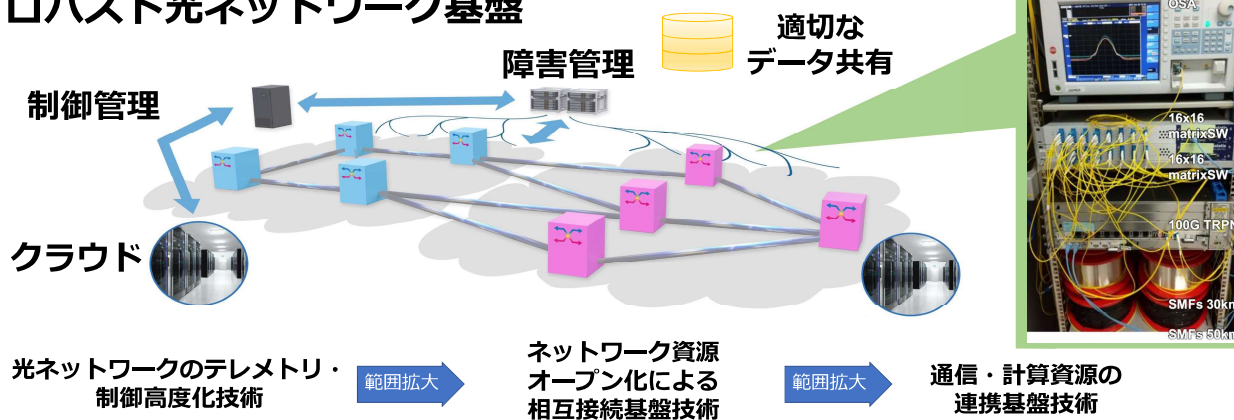 ロバスト光ネットワーク基盤
適切な
データ共有
障害管理
制御管理
クラウド
OSA
16x16
matrixSW
16x16
matrixSW
100G TRPN
SMFs 30km
SMFs 50km
光ネットワークのテレメトリ・
制御高度化技術
範囲拡大
ネットワーク資源
オープン化による
相互接続基盤技術
範囲拡大
通信・計算資源の
連携基盤技術